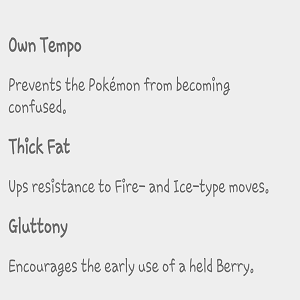 Own Tempo
Prevents the Pokémon from becoming
confused.
Thick Fat
Ups resistance to Fire- and Ice-type moves.
Gluttony
Encourages the early use of a held Berry.